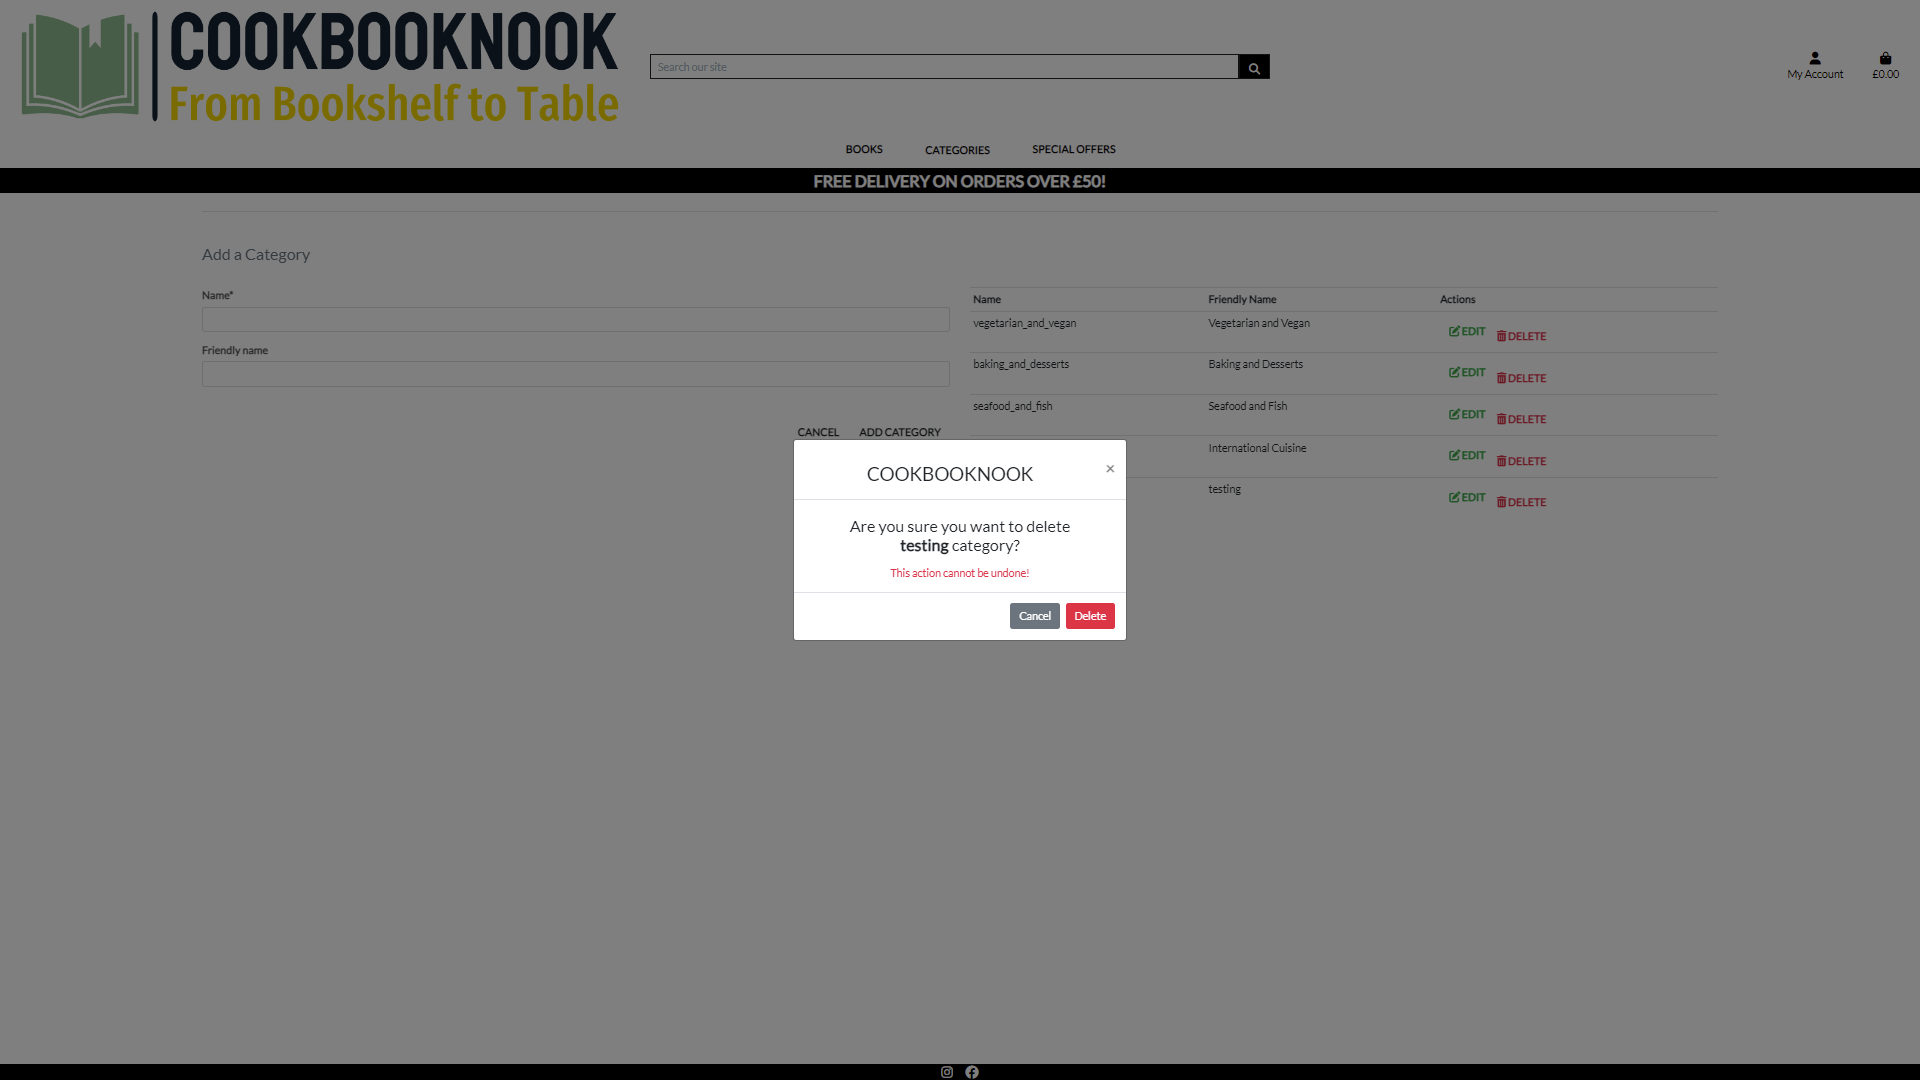 COOKBOOKNOOK
From Bookshelf to Table
Search our site
My Account
£0.00
BOOKS CATEGORIES SPECIAL OFFERS
FREE DELIVERY ON ORDERS OVER £50!
Add a Category
Name*
Friendly name
CANCEL ADD CATEGORY
Name Friendly Name Actions
vegetarian_and_vegan Vegetarian and Vegan EDIT DELETE
baking_and_desserts Baking and Desserts EDIT DELETE
seafood_and_fish Seafood and Fish EDIT DELETE
International Cuisine EDIT DELETE
testing EDIT DELETE
COOKBOOKNOOK ×
Are you sure you want to delete
testing category?
This action cannot be undone!
Cancel Delete